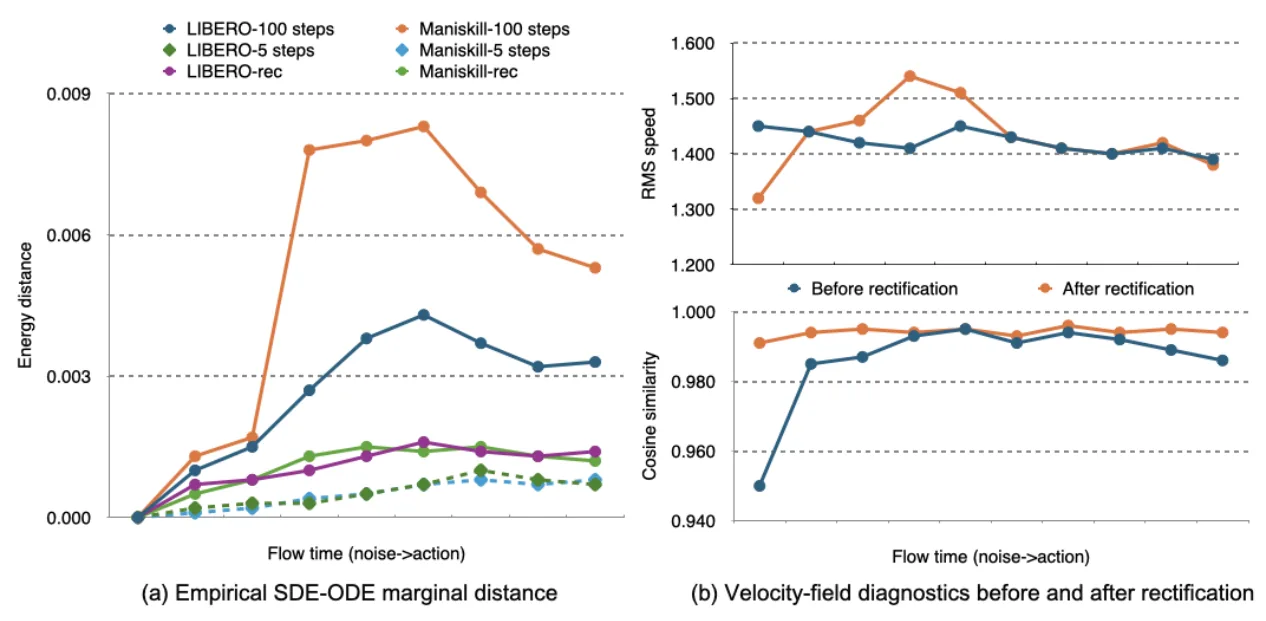 LIBERO-100 steps
Maniskill-100 steps
LIBERO-5 steps
Maniskill-5 steps
LIBERO-rec
Maniskill-rec
0.009
0.006
0.003
0.000
Energy distance
Flow time (noise->action)
(a) Empirical SDE-ODE marginal distance
1.600
1.500
1.400
1.300
1.200
RMS speed
Before rectification
After rectification
1.000
0.980
0.960
0.940
Cosine similarity
Flow time (noise->action)
(b) Velocity-field diagnostics before and after rectification